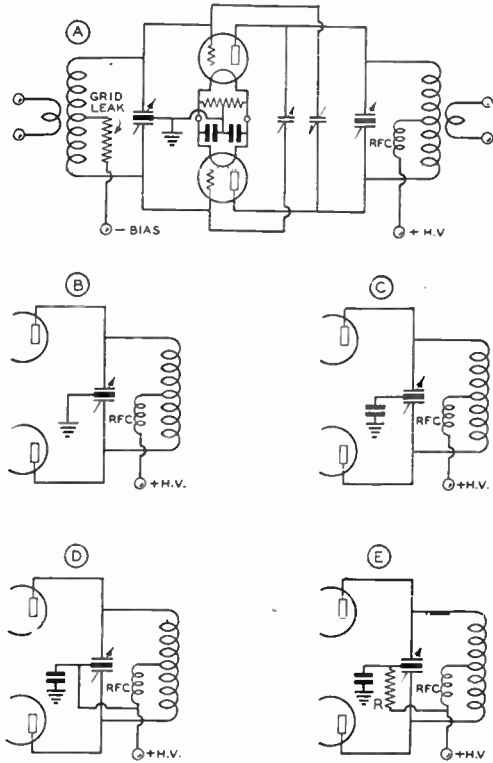 A
GRID
LEAK
RFC
− BIAS
+ H.V
B
C
RFC
RFC
+H.V.
+H.V.
D
E
RFC
R
RFC
+H.V.
+H.V.